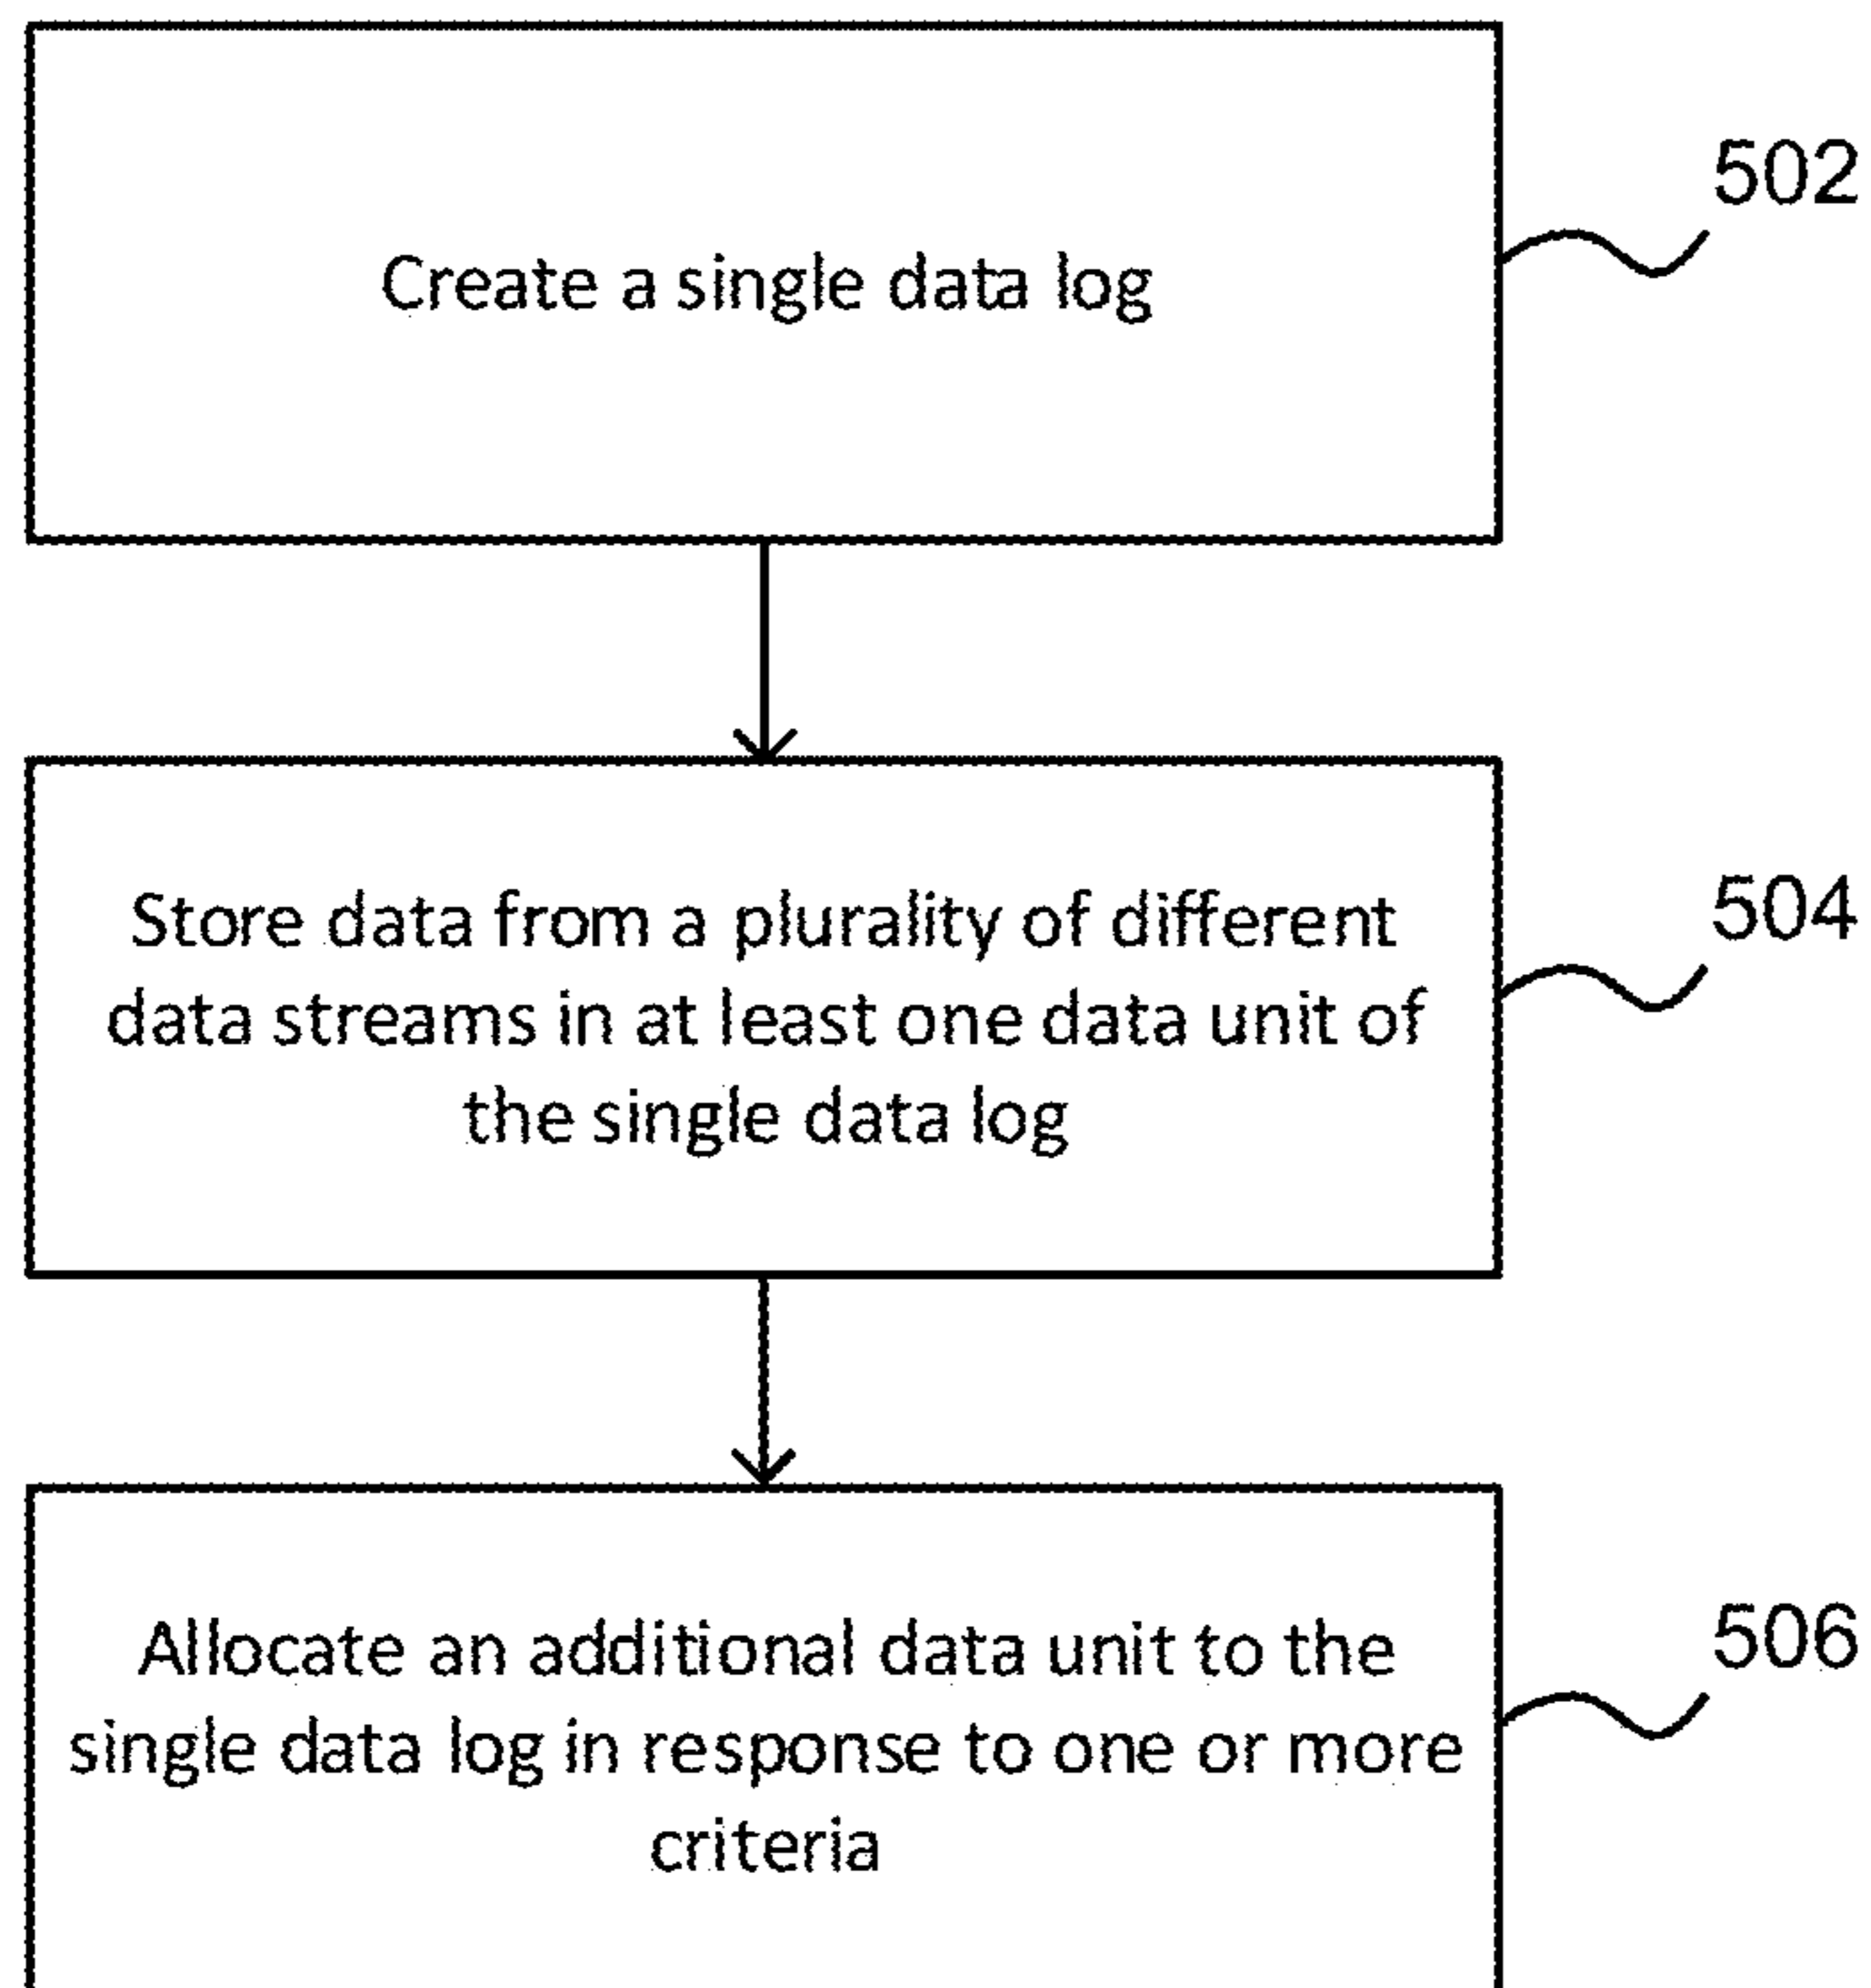 Create a single data log
502
Store data from a plurality of different
data streams in at least one data unit of
the single data log
504
Allocate an additional data unit to the
single data log in response to one or more
criteria
506